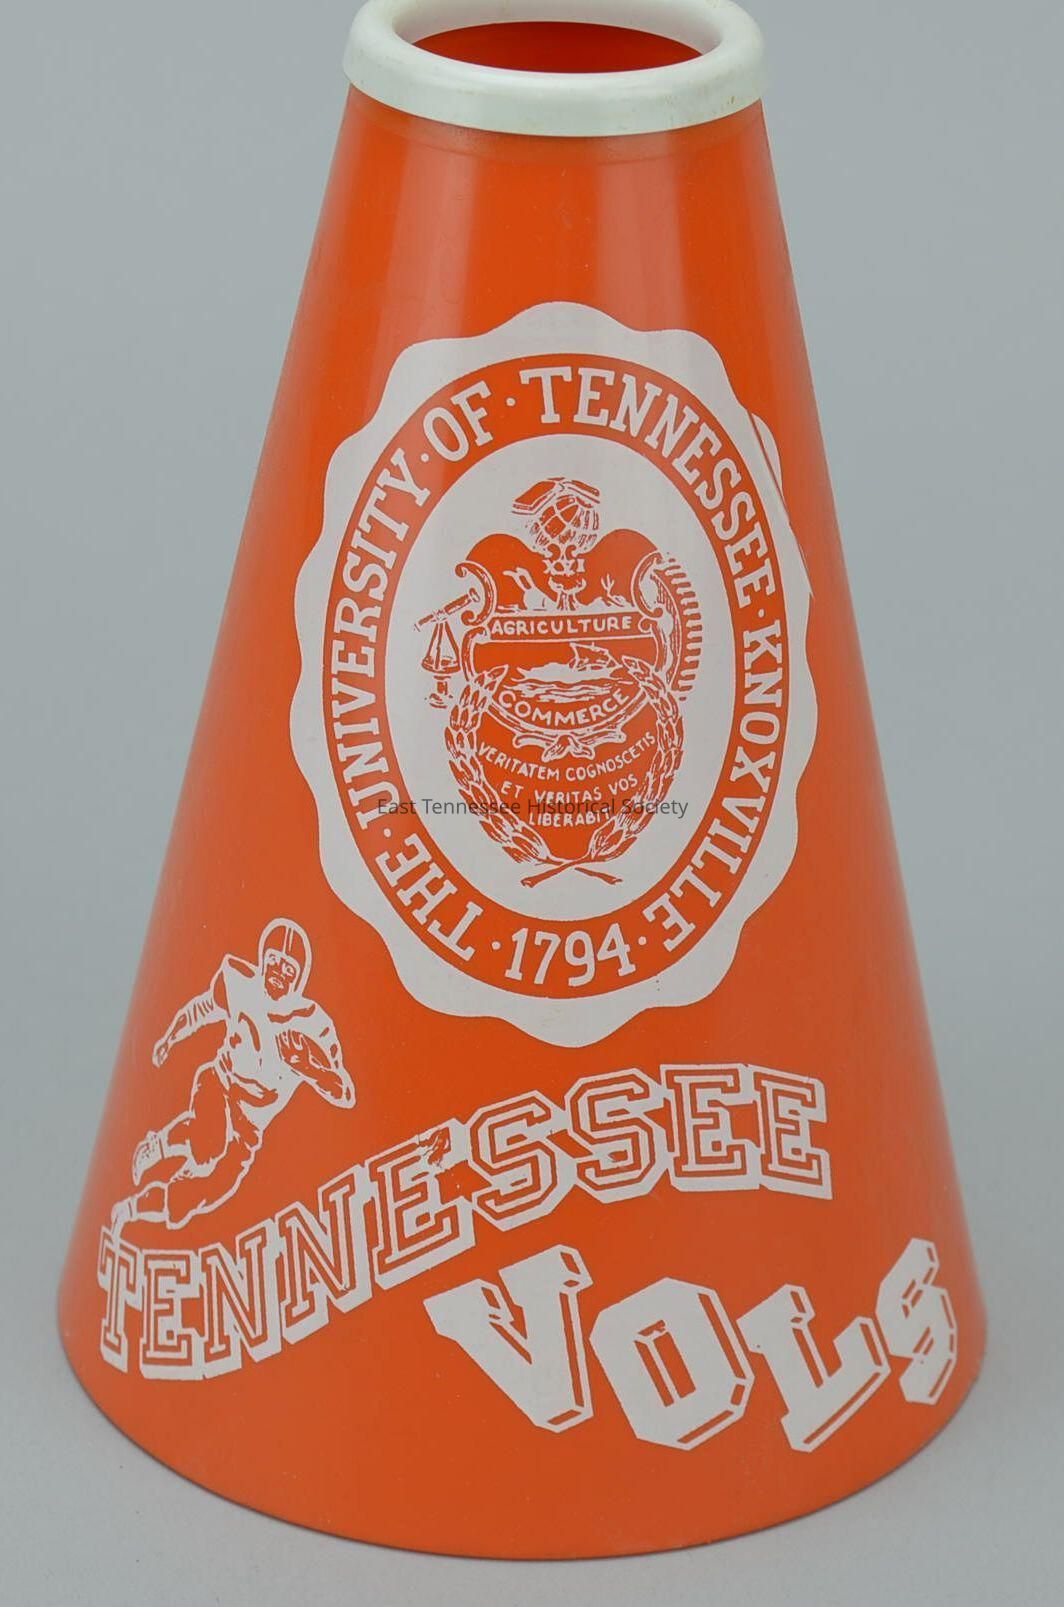 THE · UNIVERSITY · OF · TENNESSEE · KNOXVILLE
· 1794 ·
XXI
AGRICULTURE
COMMERCE
VERITATEM COGNOSCETIS
ET VERITAS VOS
LIBERABIT
East Tennessee Historical Society
TENNESSEE
VOLS